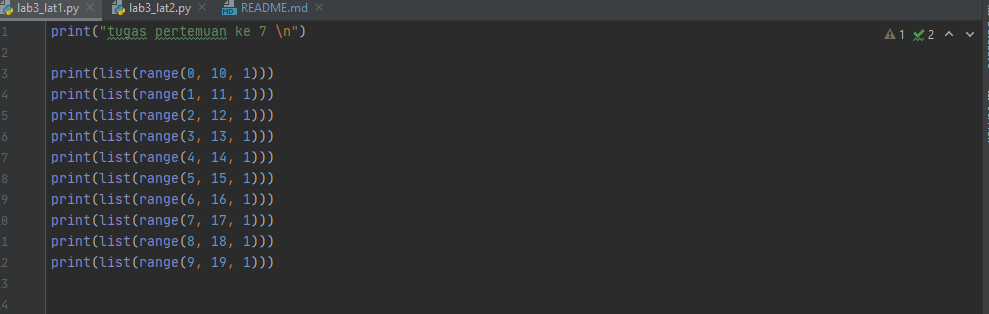 lab3_lat1.py × lab3_lat2.py × README.md ×
1 print("tugas pertemuan ke 7 \n") 1 2
2
3 print(list(range(0, 10, 1)))
4 print(list(range(1, 11, 1)))
5 print(list(range(2, 12, 1)))
6 print(list(range(3, 13, 1)))
7 print(list(range(4, 14, 1)))
8 print(list(range(5, 15, 1)))
9 print(list(range(6, 16, 1)))
0 print(list(range(7, 17, 1)))
1 print(list(range(8, 18, 1)))
2 print(list(range(9, 19, 1)))
3
4